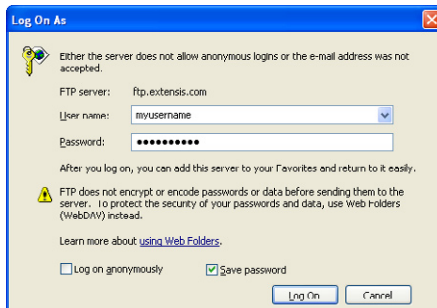 Log On As
Either the server does not allow anonymous logins or the e-mail address was not
accepted.
FTP server: ftp.extensis.com
User name: myusername
Password: ●●●●●●●●●●
After you log on, you can add this server to your Favorites and return to it easily.
FTP does not encrypt or encode passwords or data before sending them to the
server. To protect the security of your passwords and data, use Web Folders
(WebDAV) instead.
Learn more about using Web Folders.
Log on anonymously Save password
Log On Cancel